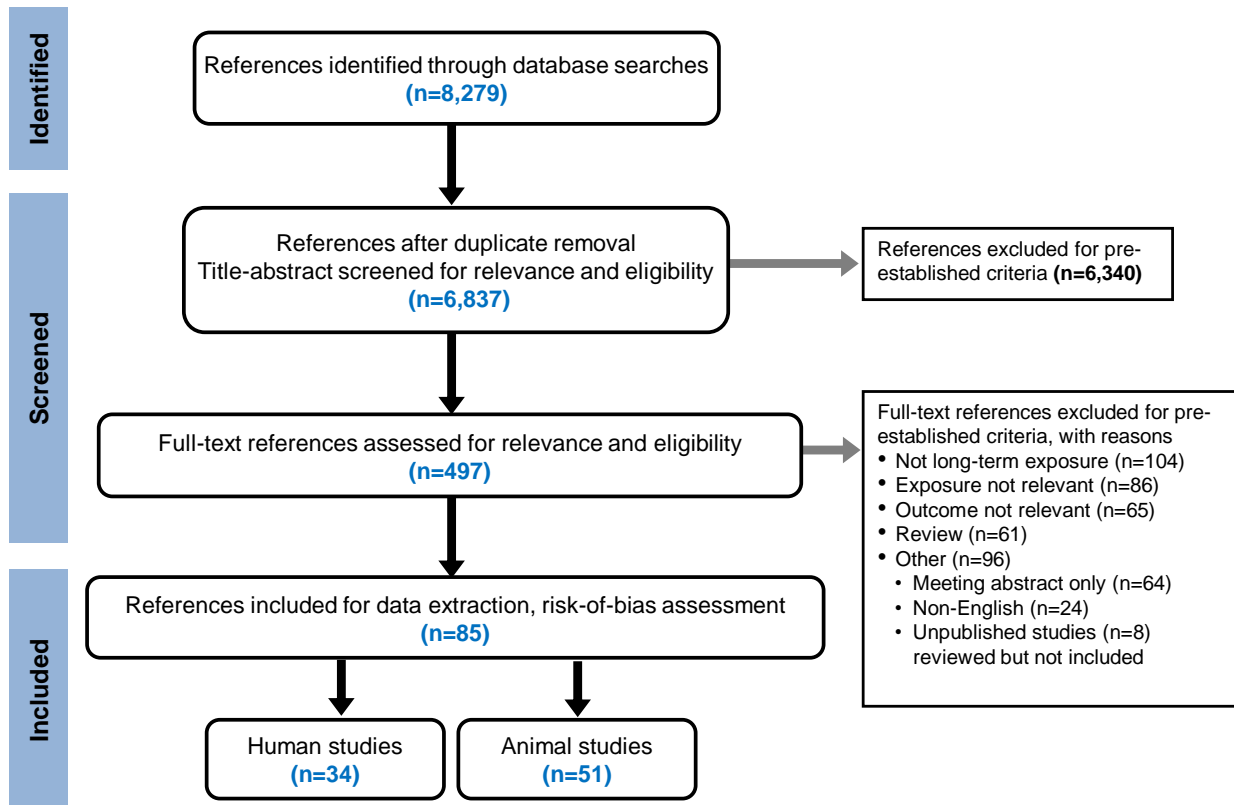 Identified
References identified through database searches
(n=8,279)
Screened
References after duplicate removal
Title-abstract screened for relevance and eligibility
(n=6,837)
References excluded for pre-
established criteria (n=6,340)
Full-text references assessed for relevance and eligibility
(n=497)
Full-text references excluded for pre-
established criteria, with reasons
• Not long-term exposure (n=104)
• Exposure not relevant (n=86)
• Outcome not relevant (n=65)
• Review (n=61)
• Other (n=96)
• Meeting abstract only (n=64)
• Non-English (n=24)
• Unpublished studies (n=8)
reviewed but not included
Included
References included for data extraction, risk-of-bias assessment
(n=85)
Human studies
(n=34)
Animal studies
(n=51)